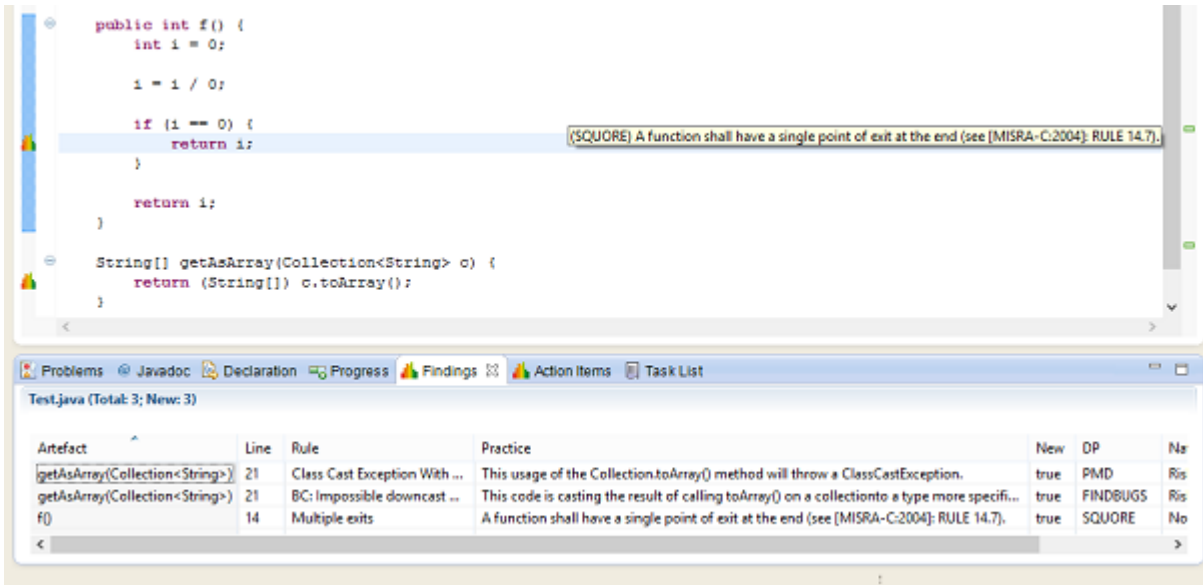 public int f() {
int i = 0;
i = i / 0;
if (i == 0) {
return i;
(SQUORE) A function shall have a single point of exit at the end (see [MISRA-C:2004]: RULE 14.7).
}
return i;
}
String[] getAsArray(Collection<String> c) {
return (String[]) c.toArray();
}
Problems @ Javadoc Declaration Progress Findings Action Items Task List
Test.java (Total: 3; New: 3)
Artefact Line Rule Practice New DP Na
getAsArray(Collection<String>) 21 Class Cast Exception With ... This usage of the Collection.toArray() method will throw a ClassCastException. true PMD Ris
getAsArray(Collection<String>) 21 BC: Impossible downcast ... This code is casting the result of calling toArray() on a collectionto a type more specifi... true FINDBUGS Ris
f() 14 Multiple exits A function shall have a single point of exit at the end (see [MISRA-C:2004]: RULE 14.7). true SQUORE No